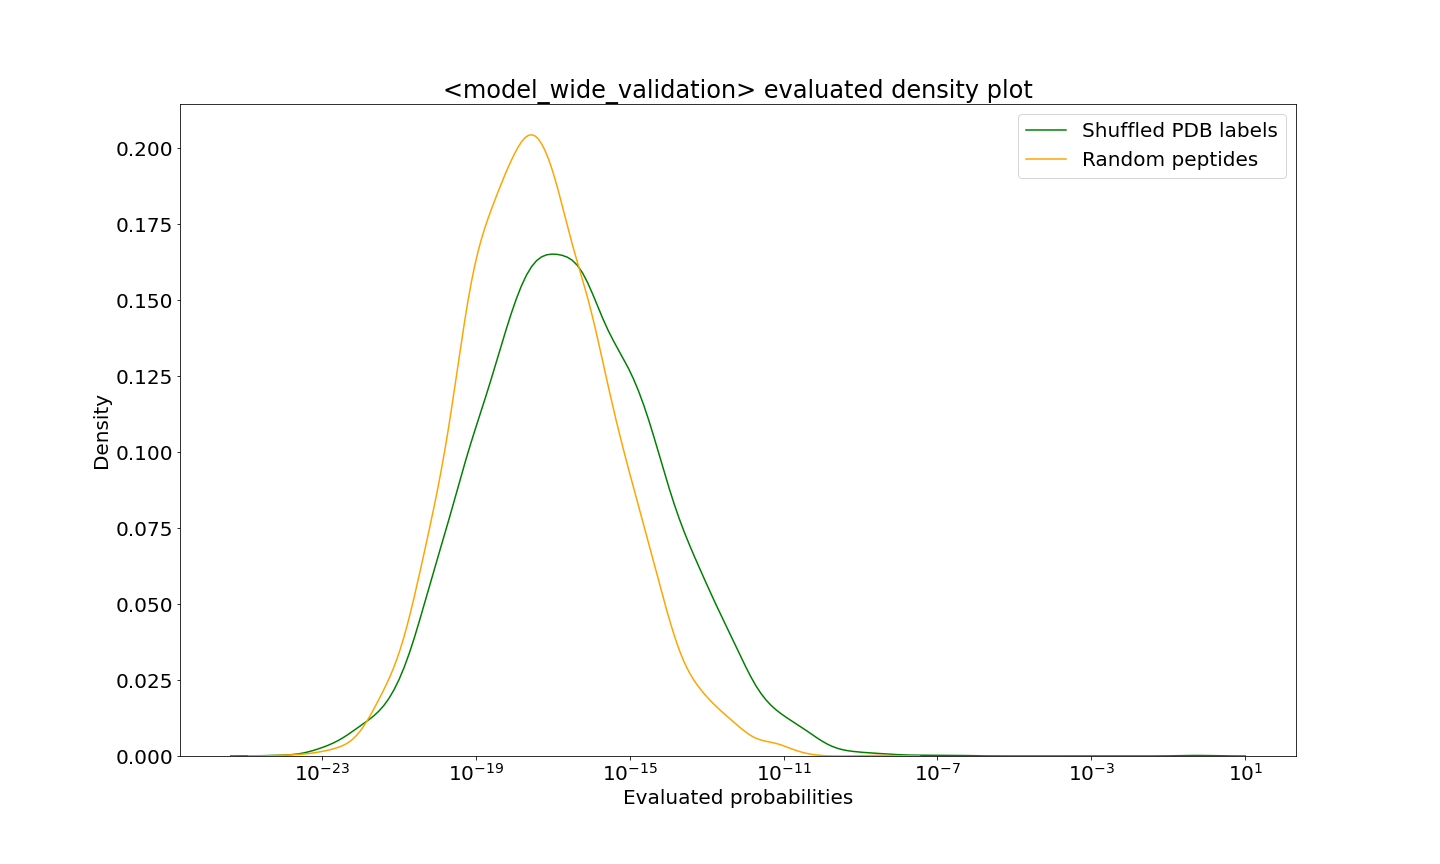 <model_wide_validation> evaluated density plot
Shuffled PDB labels
Random peptides
0.200
0.175
0.150
0.125
0.100
0.075
0.050
0.025
0.000
Density
10⁻²³ 10⁻¹⁹ 10⁻¹⁵ 10⁻¹¹ 10⁻⁷ 10⁻³ 10¹
Evaluated probabilities